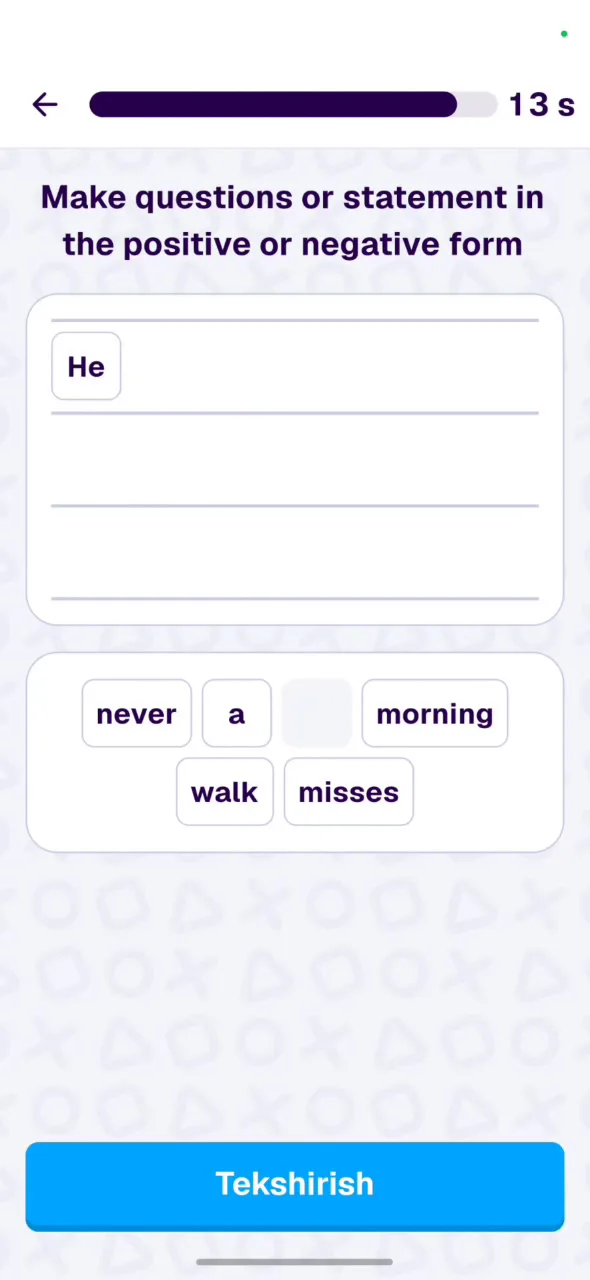 13 s
Make questions or statement in
the positive or negative form
He
never a morning
walk misses
Tekshirish